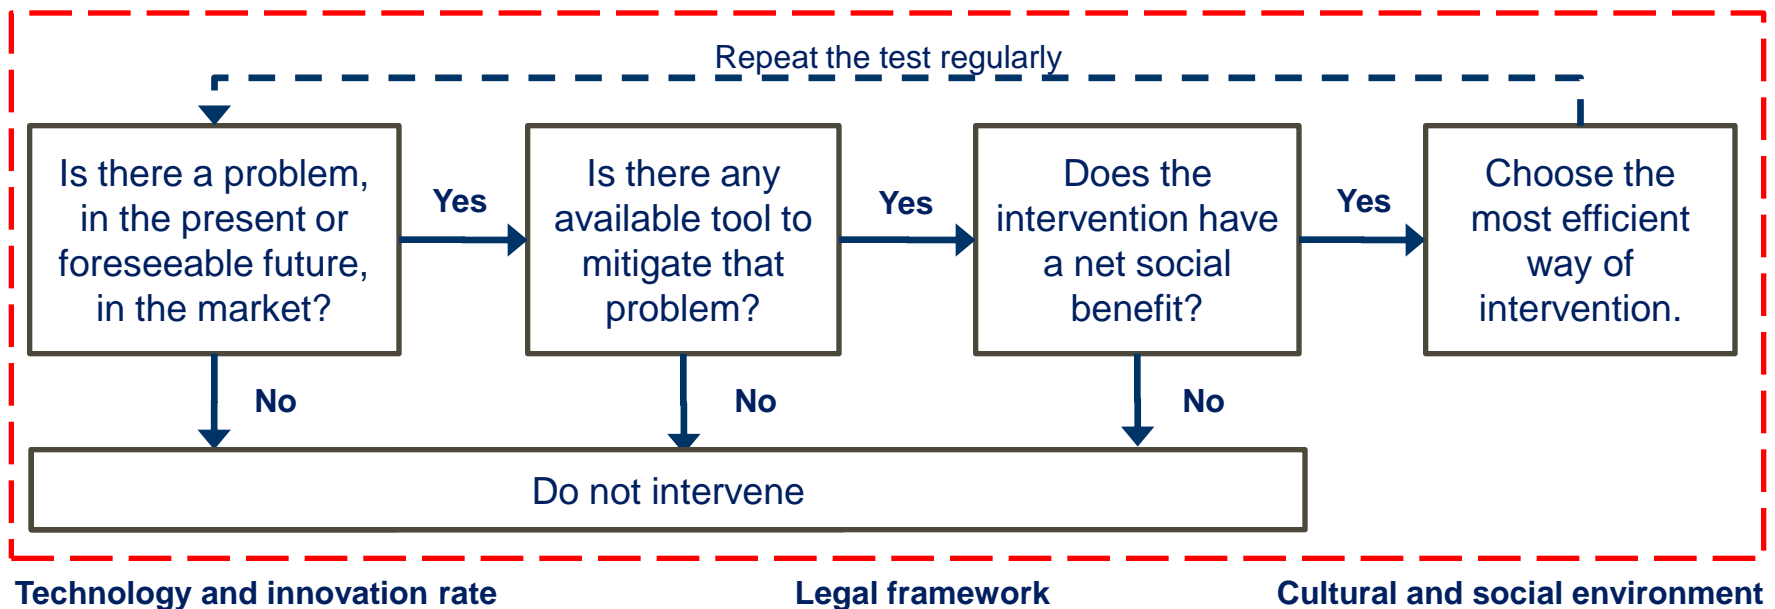 Repeat the test regularly
Is there a problem,
in the present or
foreseeable future,
in the market?
Yes
Is there any
available tool to
mitigate that
problem?
Yes
Does the
intervention have
a net social
benefit?
Yes
Choose the
most efficient
way of
intervention.
No
No
No
Do not intervene
Technology and innovation rate
Legal framework
Cultural and social environment